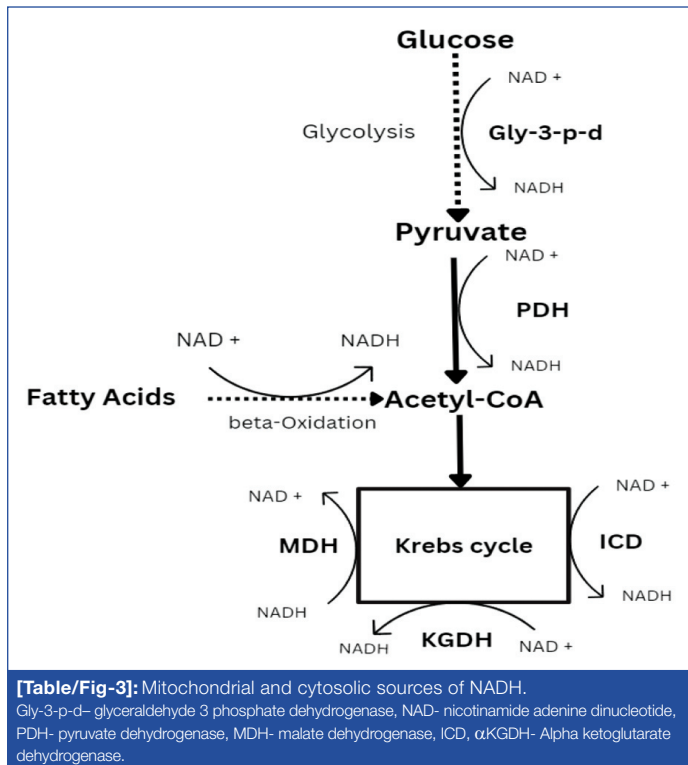 Glucose
NAD +
Glycolysis
Gly-3-p-d
NADH
Pyruvate
NAD +
PDH
NADH
NAD +
NADH
Fatty Acids
Acetyl-CoA
beta-Oxidation
NAD +
NAD +
MDH
Krebs cycle
ICD
NADH
NADH
NADH
KGDH
NAD +
[Table/Fig-3]: Mitochondrial and cytosolic sources of NADH.
Gly-3-p-d– glyceraldehyde 3 phosphate dehydrogenase, NAD- nicotinamide adenine dinucleotide,
PDH- pyruvate dehydrogenase, MDH- malate dehydrogenase, ICD, αKGDH- Alpha ketoglutarate
dehydrogenase.